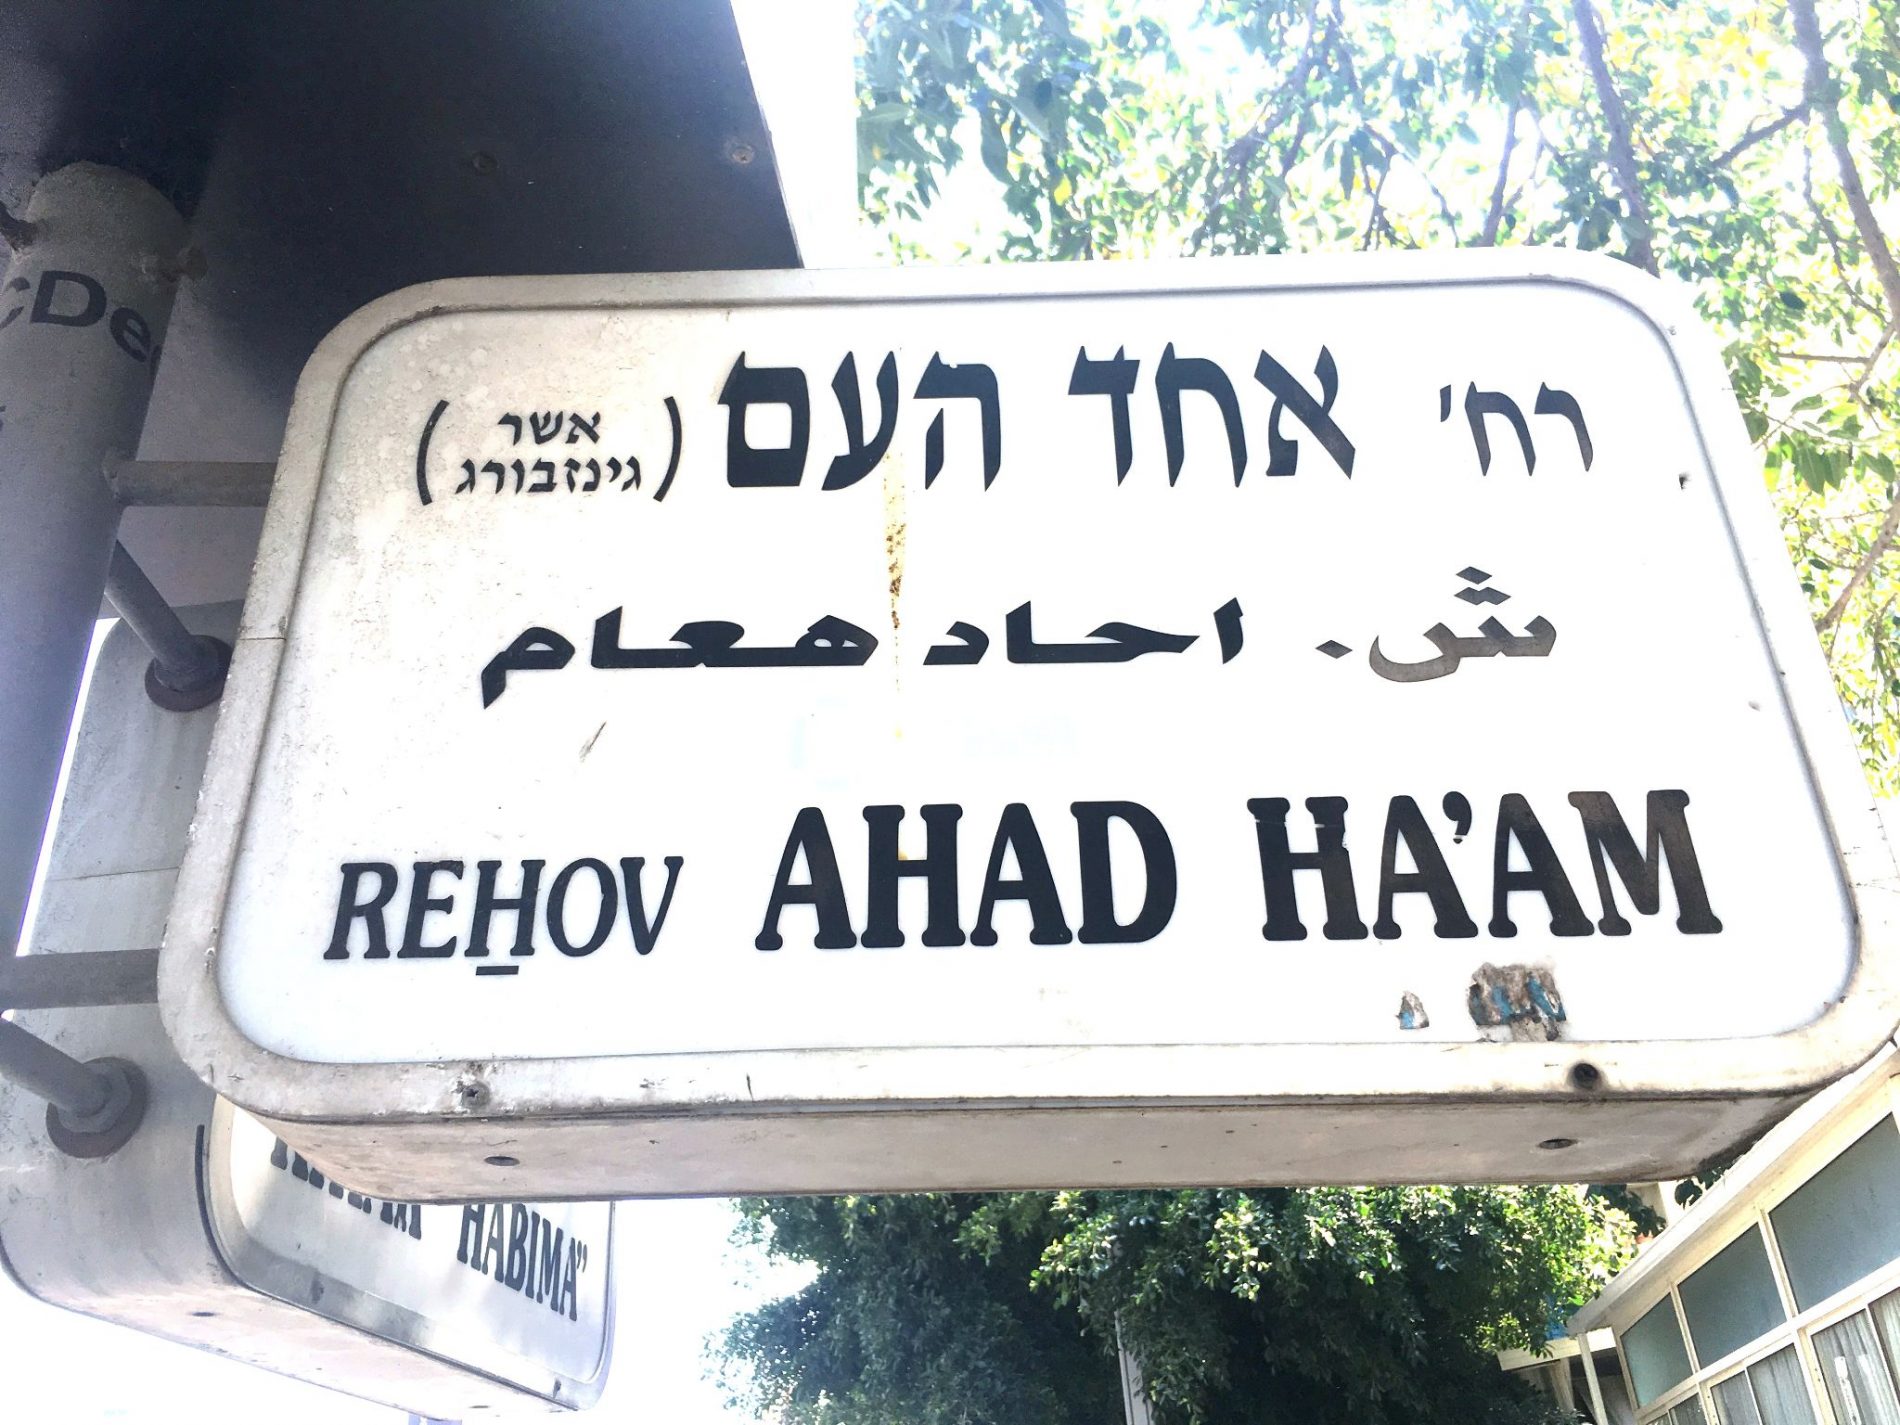 רח' אחד העם (אשר גינזבורג)
ش. احاد هعام
REHOV AHAD HA'AM
"HABIMA"